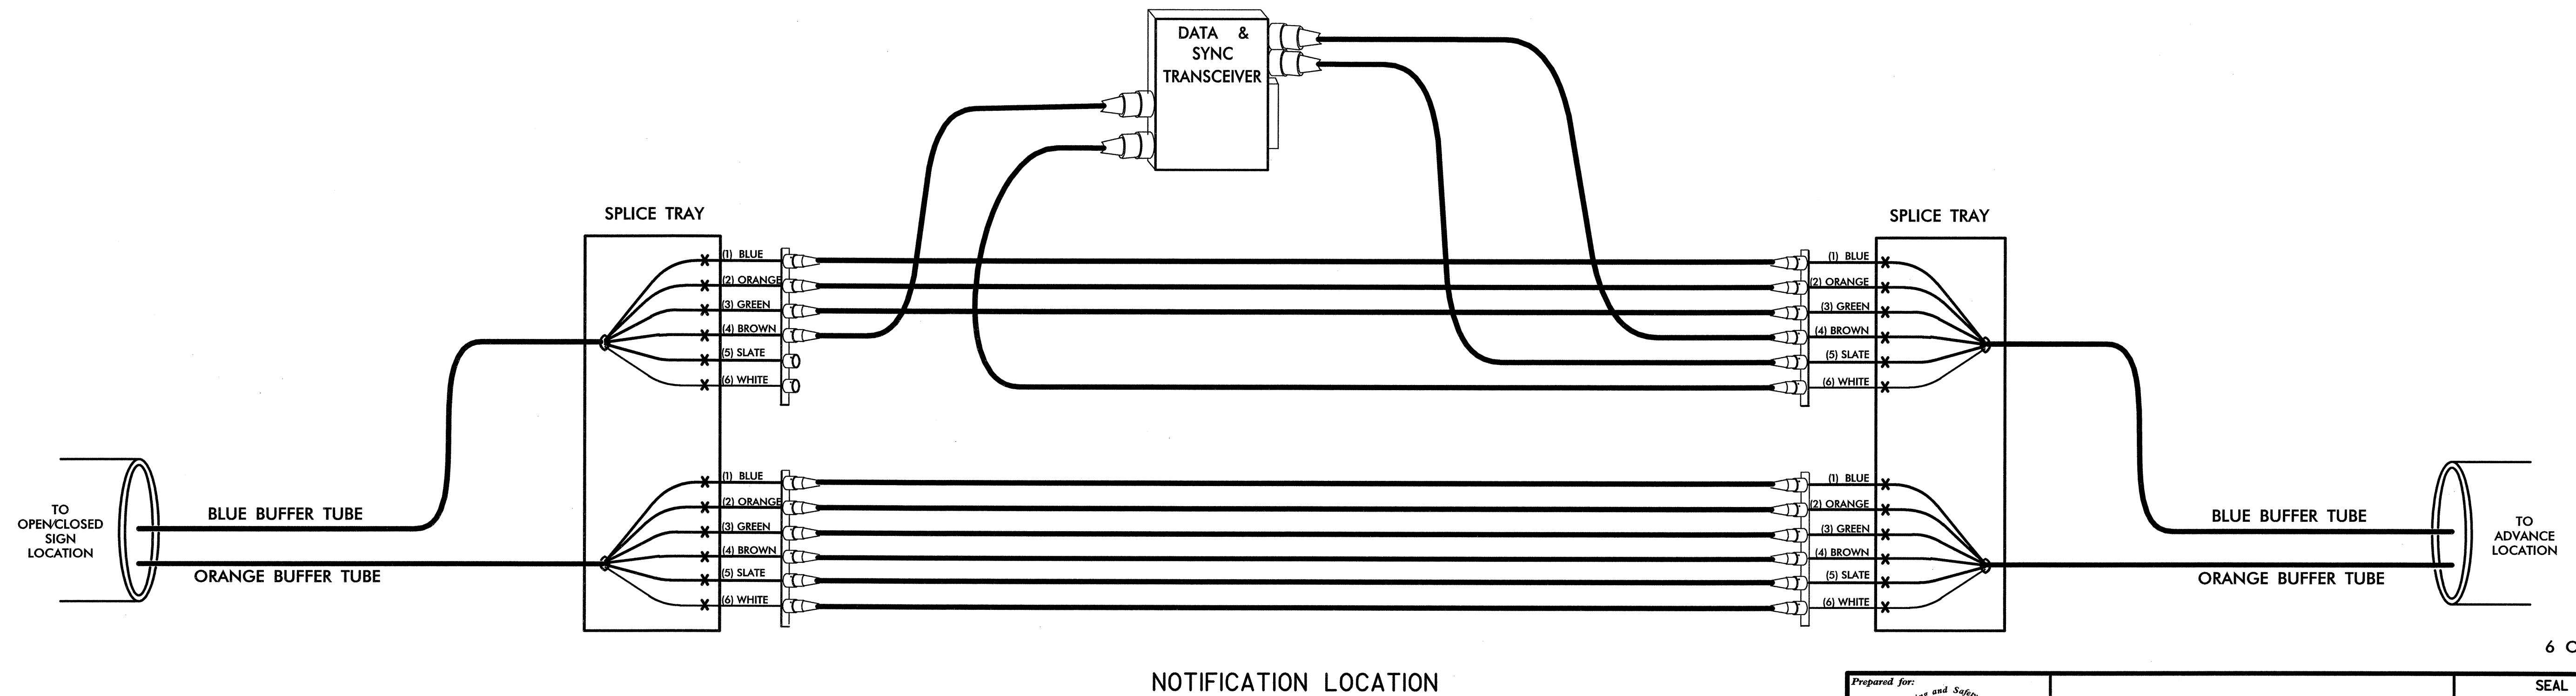 DATA &
SYNC
TRANSCEIVER
SPLICE TRAY
(1) BLUE
(2) ORANGE
(3) GREEN
(4) BROWN
(5) SLATE
(6) WHITE
SPLICE TRAY
(1) BLUE
(2) ORANGE
(3) GREEN
(4) BROWN
(5) SLATE
(6) WHITE
(1) BLUE
(2) ORANGE
(3) GREEN
(4) BROWN
(5) SLATE
(6) WHITE
(1) BLUE
(2) ORANGE
(3) GREEN
(4) BROWN
(5) SLATE
(6) WHITE
TO
OPEN/CLOSED
SIGN
LOCATION
BLUE BUFFER TUBE
ORANGE BUFFER TUBE
BLUE BUFFER TUBE
ORANGE BUFFER TUBE
TO
ADVANCE
LOCATION
6
NOTIFICATION LOCATION
Prepared for:
and Safety
SEAL